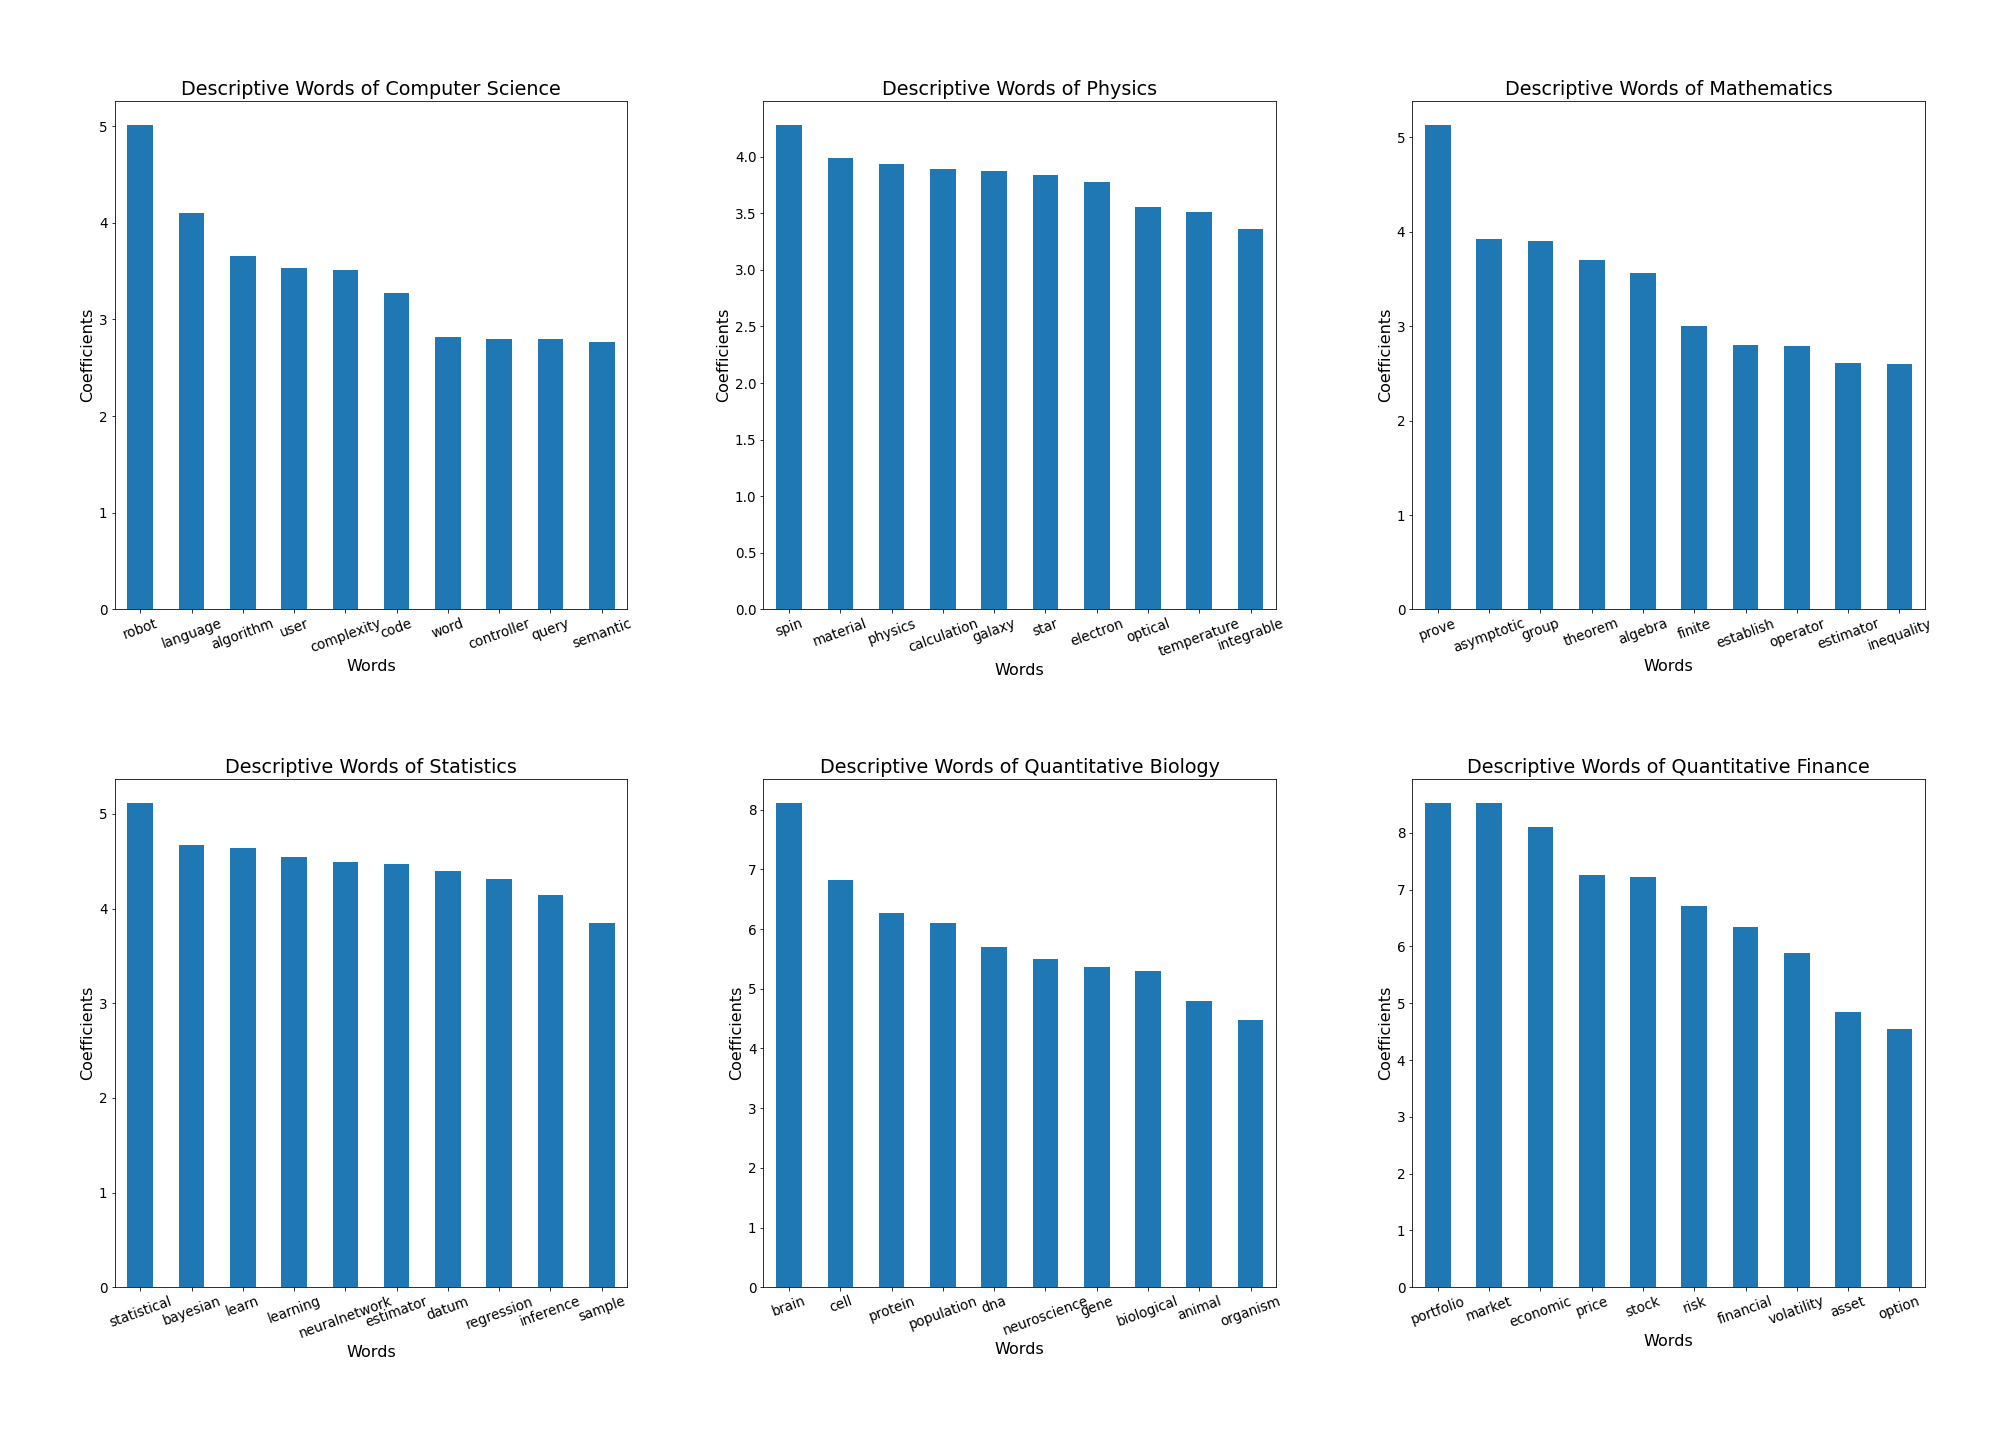 Descriptive Words of Computer Science
Coefficients
5
4
3
2
1
0
robot language algorithm user complexity code word controller query semantic
Words
Descriptive Words of Physics
Coefficients
4.0
3.5
3.0
2.5
2.0
1.5
1.0
0.5
0.0
spin material physics calculation galaxy star electron optical temperature integrable
Words
Descriptive Words of Mathematics
Coefficients
5
4
3
2
1
0
prove asymptotic group theorem algebra finite establish operator estimator inequality
Words
Descriptive Words of Statistics
Coefficients
5
4
3
2
1
0
statistical bayesian learn learning neuralnetwork estimator datum regression inference sample
Words
Descriptive Words of Quantitative Biology
Coefficients
8
7
6
5
4
3
2
1
0
brain cell protein population dna neuroscience gene biological animal organism
Words
Descriptive Words of Quantitative Finance
Coefficients
8
7
6
5
4
3
2
1
0
portfolio market economic price stock risk financial volatility asset option
Words